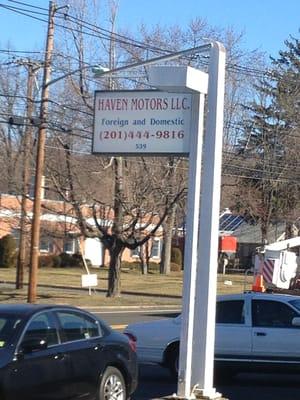 HAVEN MOTORS LLC.
Foreign and Domestic
(201)444-9816
539